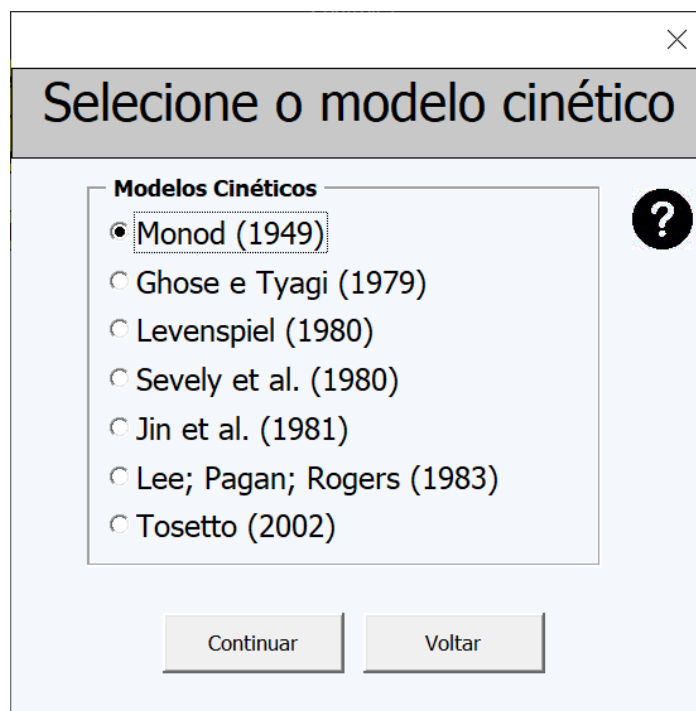 Selecione o modelo cinético
Modelos Cinéticos
Monod (1949)
Ghose e Tyagi (1979)
Levenspiel (1980)
Sevely et al. (1980)
Jin et al. (1981)
Lee; Pagan; Rogers (1983)
Tosetto (2002)
?
Continuar
Voltar